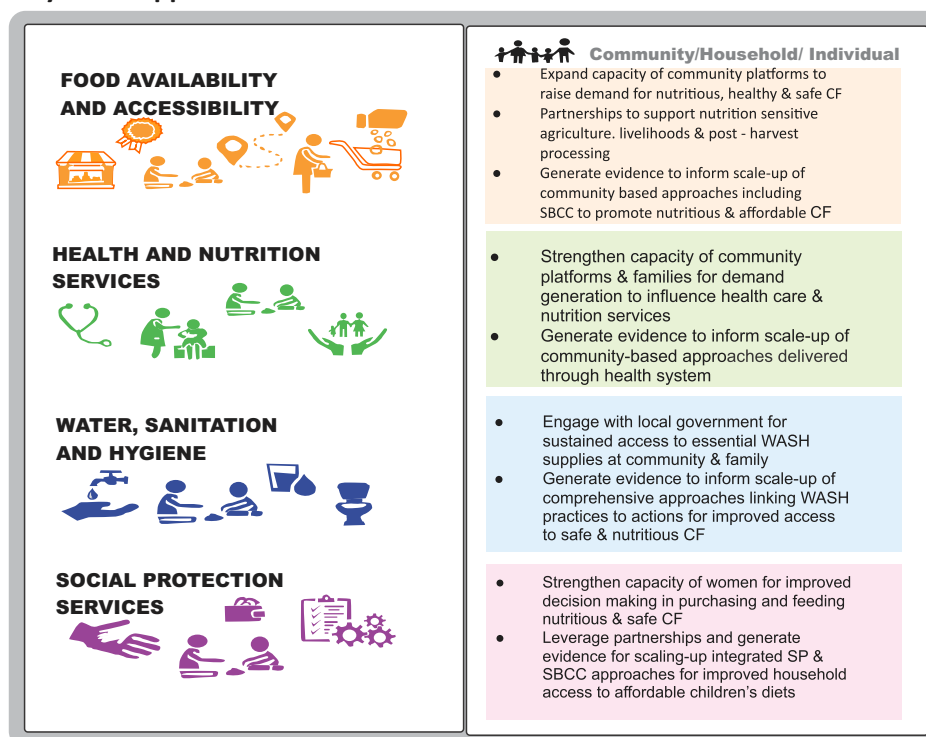 FOOD AVAILABILITY
AND ACCESSIBILITY
HEALTH AND NUTRITION
SERVICES
WATER, SANITATION
AND HYGIENE
SOCIAL PROTECTION
SERVICES
Community/Household/ Individual
● Expand capacity of community platforms to
raise demand for nutritious, healthy & safe CF
● Partnerships to support nutrition sensitive
agriculture. livelihoods & post - harvest
processing
● Generate evidence to inform scale-up of
community based approaches including
SBCC to promote nutritious & affordable CF
● Strengthen capacity of community
platforms & families for demand
generation to influence health care &
nutrition services
● Generate evidence to inform scale-up of
community-based approaches delivered
through health system
● Engage with local government for
sustained access to essential WASH
supplies at community & family
● Generate evidence to inform scale-up of
comprehensive approaches linking WASH
practices to actions for improved access
to safe & nutritious CF
● Strengthen capacity of women for improved
decision making in purchasing and feeding
nutritious & safe CF
● Leverage partnerships and generate
evidence for scaling-up integrated SP &
SBCC approaches for improved household
access to affordable children’s diets